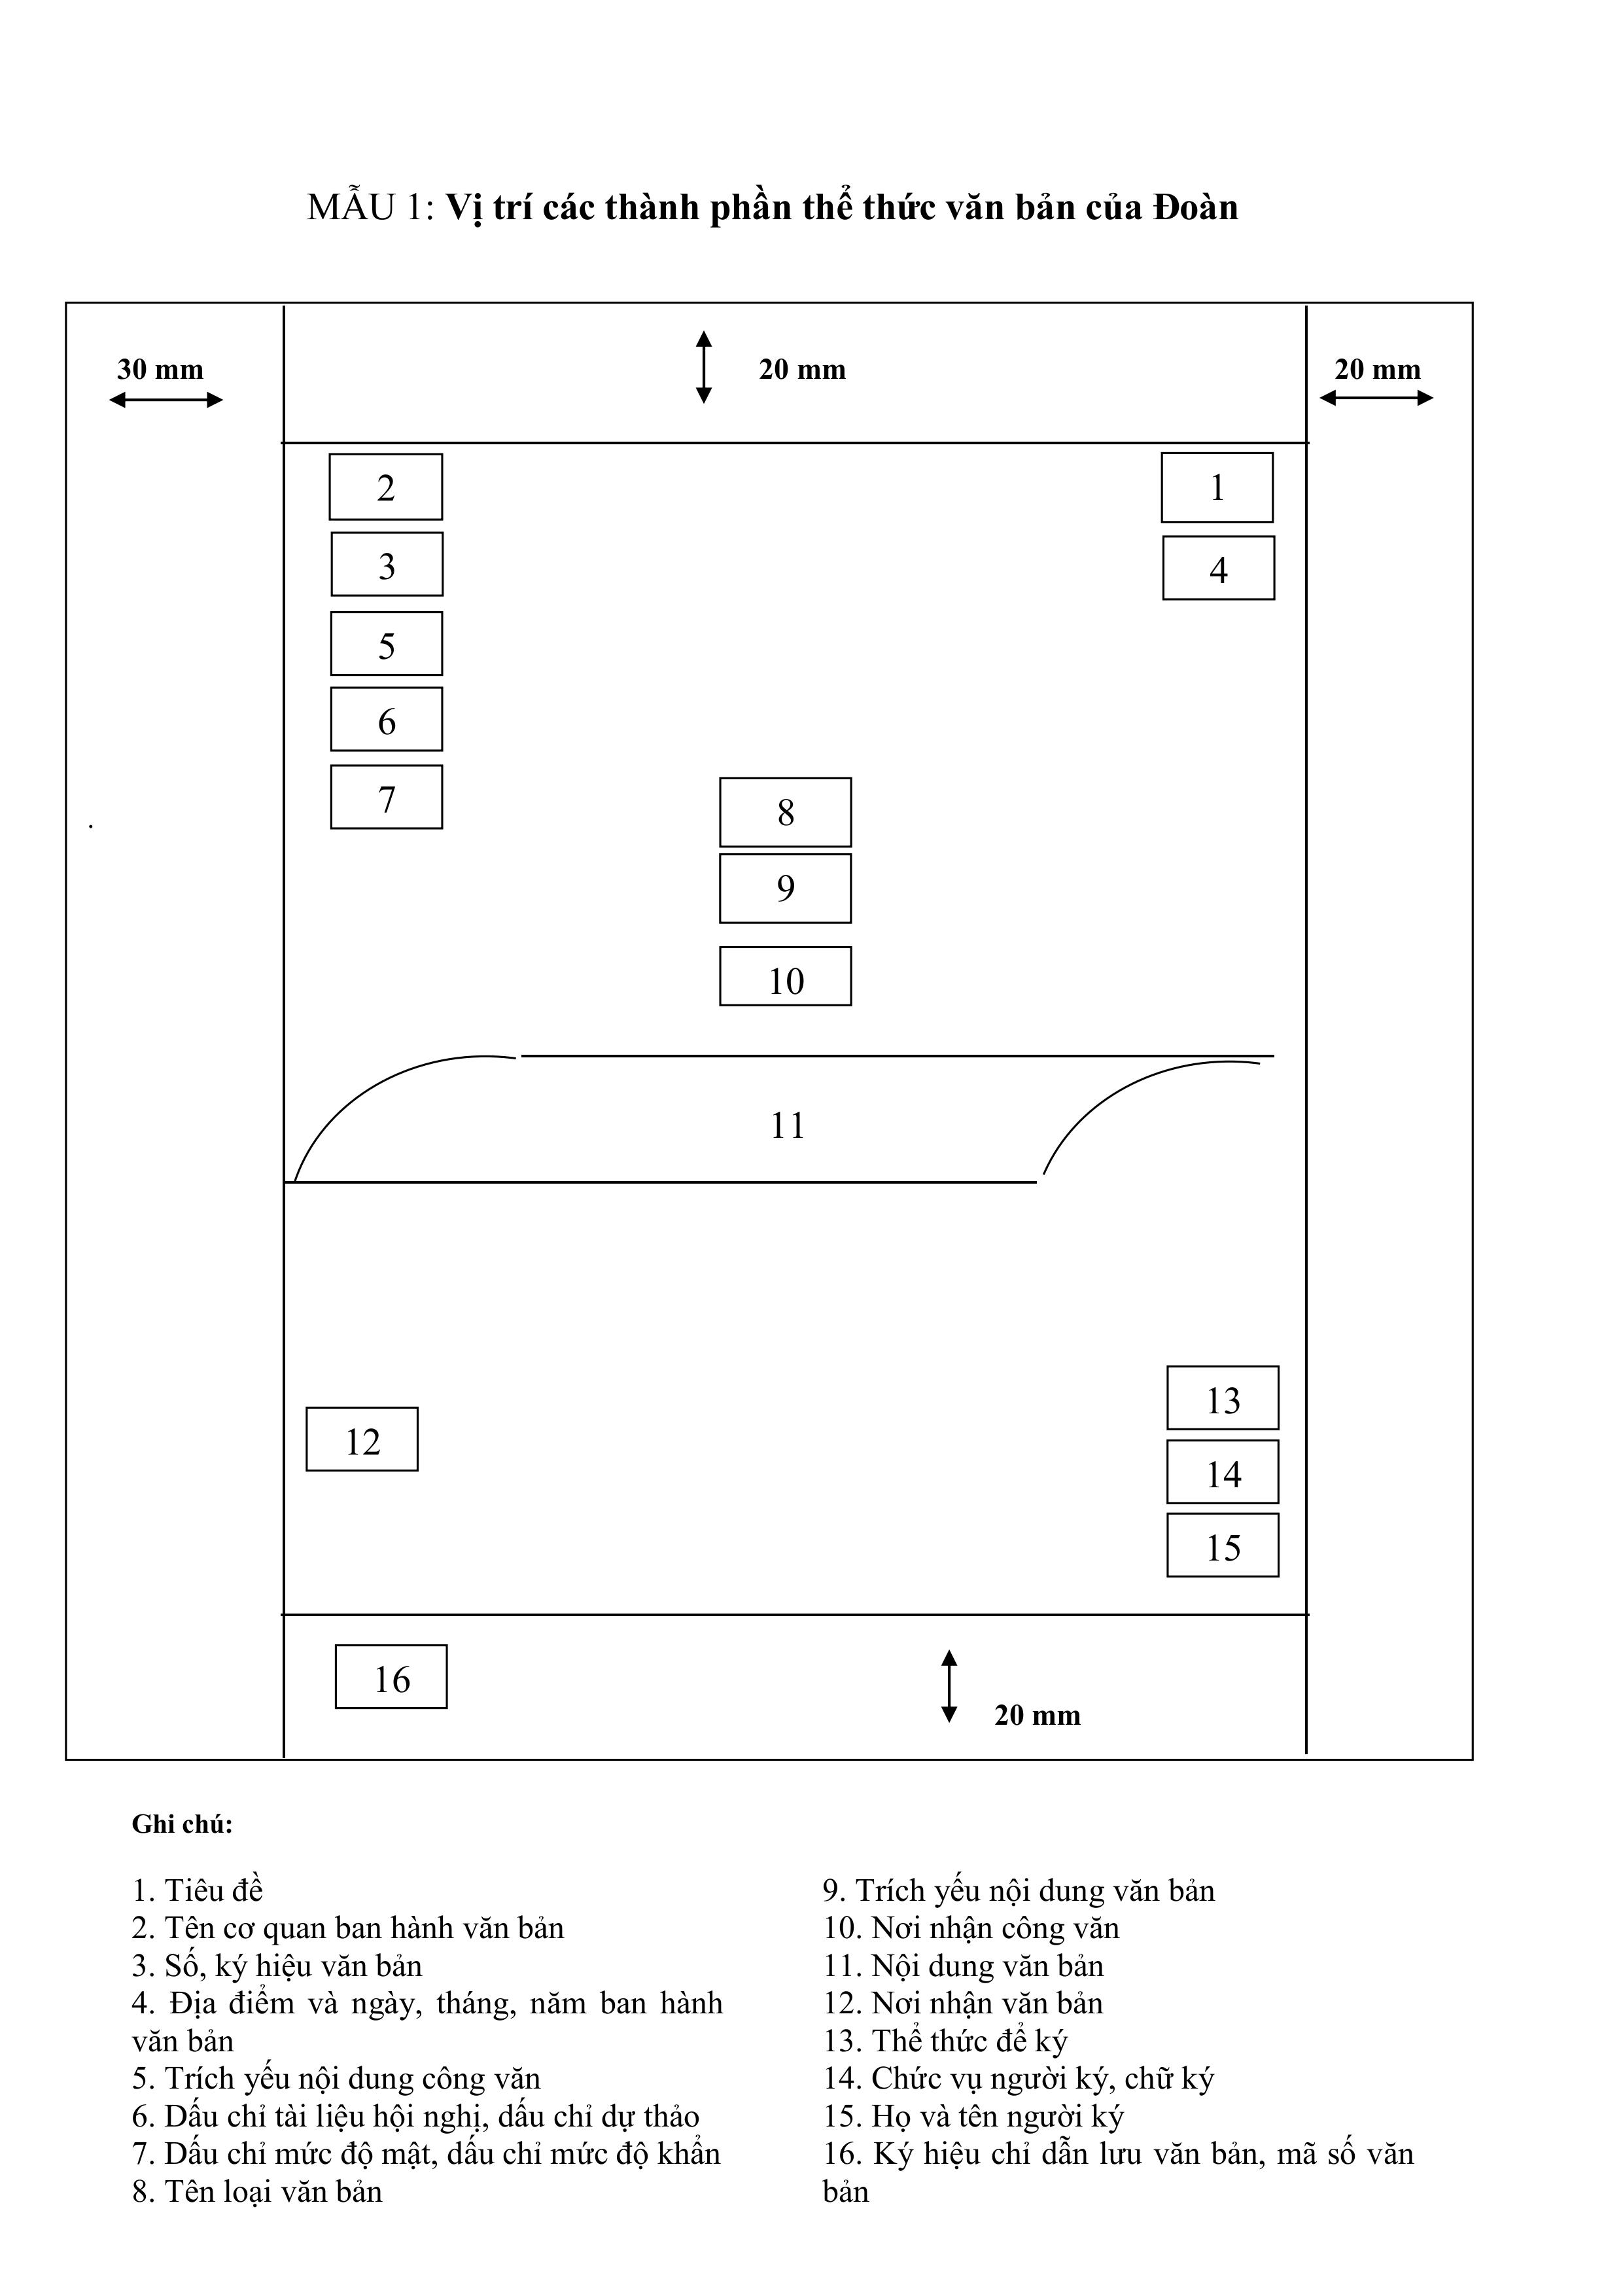 MẪU 1: Vị trí các thành phần thể thức văn bản của Đoàn
30 mm
20 mm
20 mm
2
1
3
4
5
6
7
8
.
9
10
11
13
12
14
15
16
20 mm
Ghi chú:
1. Tiêu đề
2. Tên cơ quan ban hành văn bản
3. Số, ký hiệu văn bản
4. Địa điểm và ngày, tháng, năm ban hành
văn bản
5. Trích yếu nội dung công văn
6. Dấu chỉ tài liệu hội nghị, dấu chỉ dự thảo
7. Dấu chỉ mức độ mật, dấu chỉ mức độ khẩn
8. Tên loại văn bản
9. Trích yếu nội dung văn bản
10. Nơi nhận công văn
11. Nội dung văn bản
12. Nơi nhận văn bản
13. Thể thức để ký
14. Chức vụ người ký, chữ ký
15. Họ và tên người ký
16. Ký hiệu chỉ dẫn lưu văn bản, mã số văn
bản